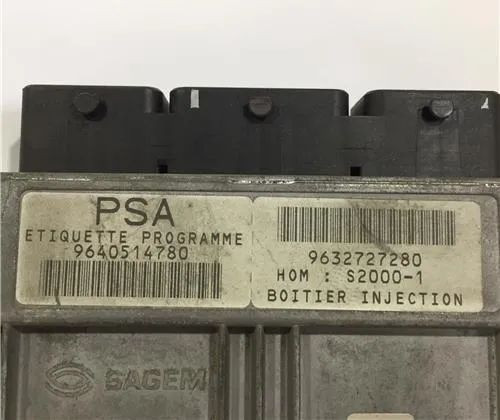 PSA
ETIQUETTE PROGRAMME
9640514780
9632727280
HOM : S2000-1
BOITIER INJECTION
SAGEM